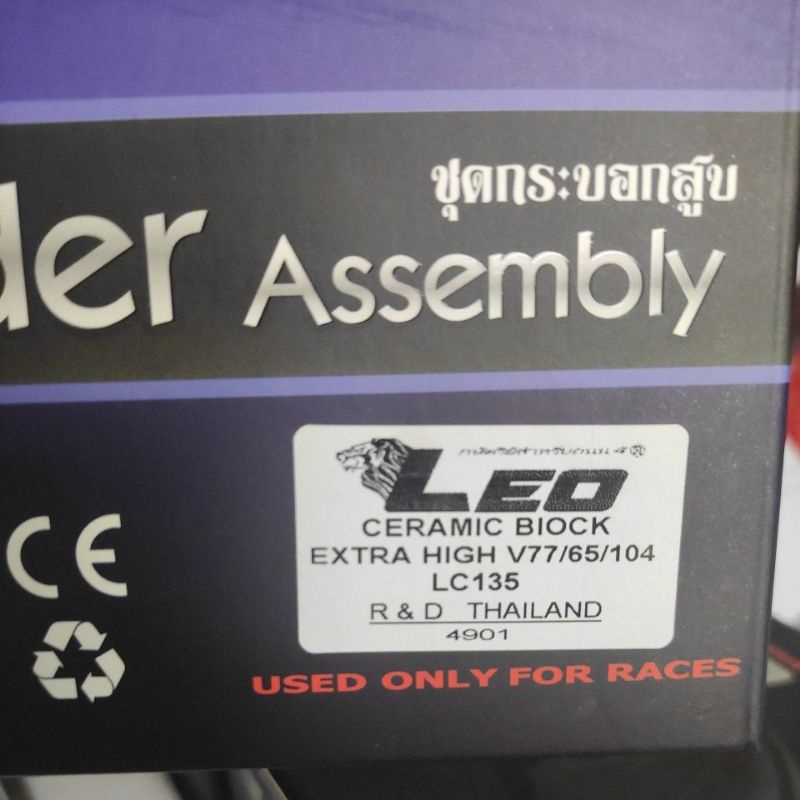 ชุดกระบอกสูบ
der Assembly
LEO
CERAMIC BIOCK
EXTRA HIGH V77/65/104
LC135
R & D THAILAND
4901
CE
USED ONLY FOR RACES